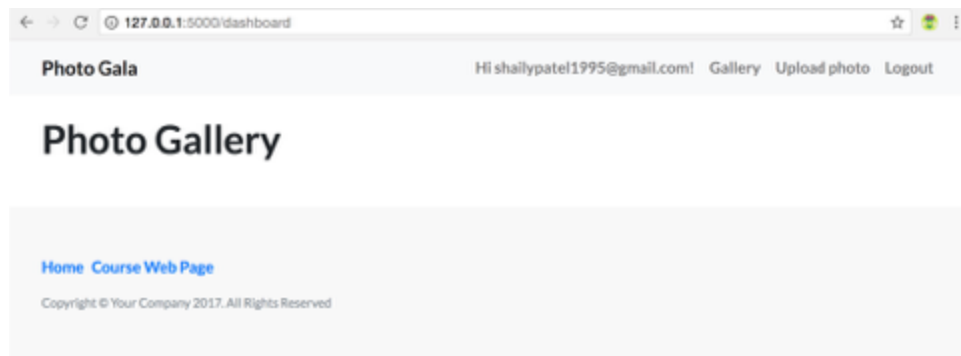 127.0.0.1:5000/dashboard
Photo Gala Hi shailypatel1995@gmail.com! Gallery Upload photo Logout
Photo Gallery
Home Course Web Page
Copyright © Your Company 2017. All Rights Reserved